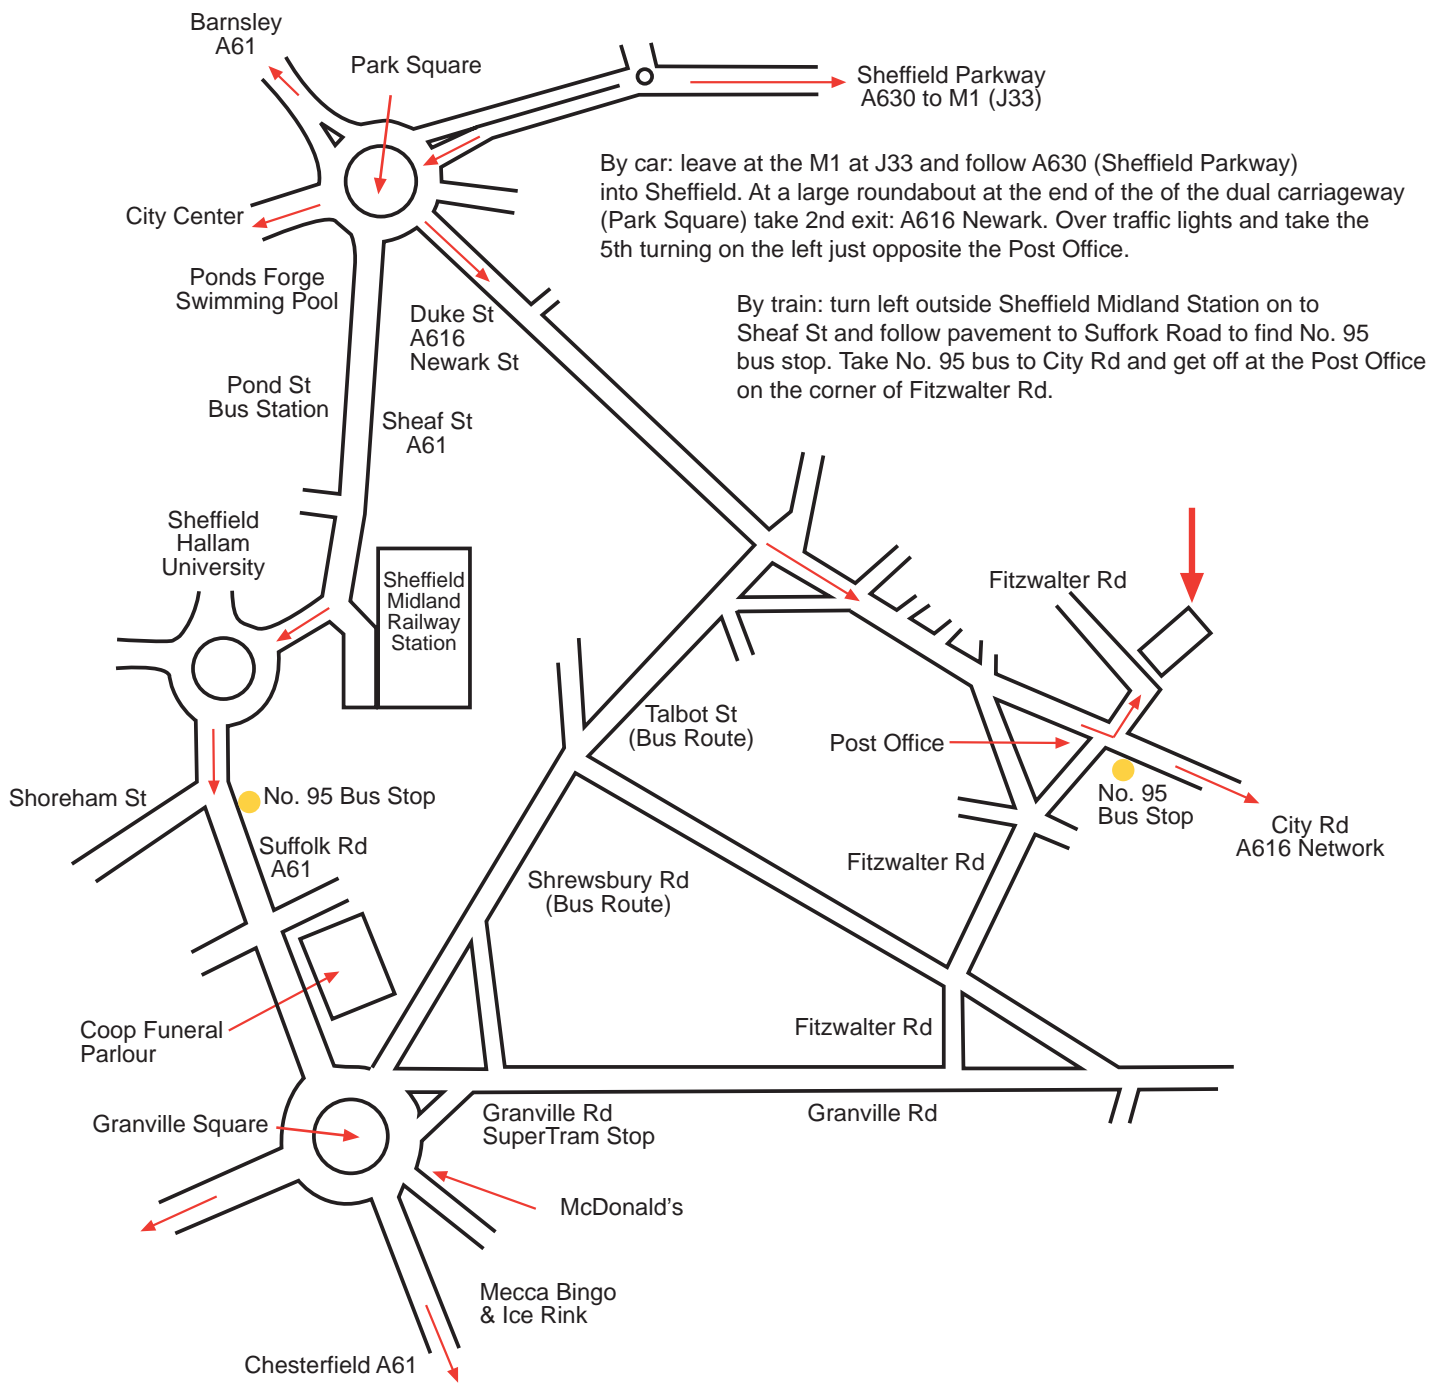 Barnsley
A61
Park Square
Sheffield Parkway
A630 to M1 (J33)
By car: leave at the M1 at J33 and follow A630 (Sheffield Parkway)
into Sheffield. At a large roundabout at the end of the of the dual carriageway
(Park Square) take 2nd exit: A616 Newark. Over traffic lights and take the
5th turning on the left just opposite the Post Office.
City Center
Ponds Forge
Swimming Pool
By train: turn left outside Sheffield Midland Station on to
Sheaf St and follow pavement to Suffork Road to find No. 95
bus stop. Take No. 95 bus to City Rd and get off at the Post Office
on the corner of Fitzwalter Rd.
Duke St
A616
Newark St
Pond St
Bus Station
Sheaf St
A61
Sheffield
Hallam
University
Sheffield
Midland
Railway
Station
Fitzwalter Rd
Talbot St
(Bus Route)
Post Office
Shoreham St
No. 95 Bus Stop
No. 95
Bus Stop
City Rd
A616 Network
Suffolk Rd
A61
Shrewsbury Rd
(Bus Route)
Fitzwalter Rd
Coop Funeral
Parlour
Fitzwalter Rd
Granville Square
Granville Rd
SuperTram Stop
Granville Rd
McDonald's
Mecca Bingo
& Ice Rink
Chesterfield A61